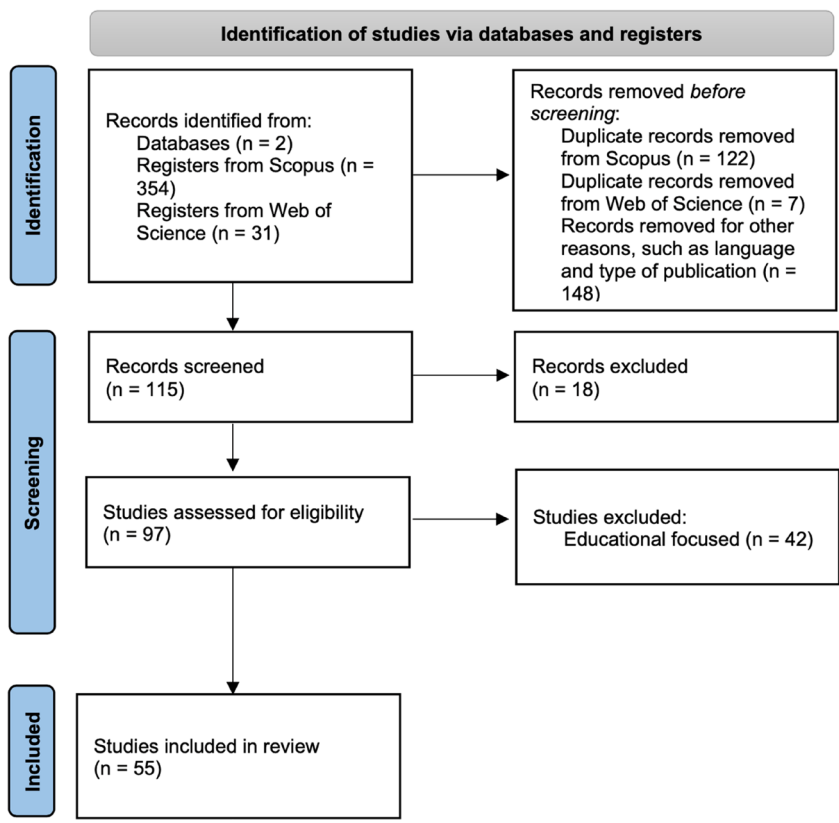 Identification of studies via databases and registers
Identification
Records identified from:
Databases (n = 2)
Registers from Scopus (n =
354)
Registers from Web of
Science (n = 31)
Records removed before
screening:
Duplicate records removed
from Scopus (n = 122)
Duplicate records removed
from Web of Science (n = 7)
Records removed for other
reasons, such as language
and type of publication (n =
148)
Screening
Records screened
(n = 115)
Records excluded
(n = 18)
Studies assessed for eligibility
(n = 97)
Studies excluded:
Educational focused (n = 42)
Included
Studies included in review
(n = 55)